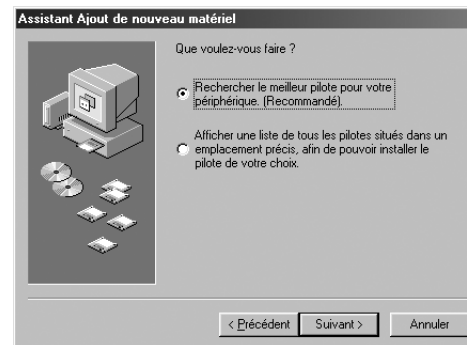 Assistant Ajout de nouveau matériel
Que voulez-vous faire ?
Rechercher le meilleur pilote pour votre
périphérique. (Recommandé).
Afficher une liste de tous les pilotes situés dans un
emplacement précis, afin de pouvoir installer le
pilote de votre choix.
< Précédent Suivant > Annuler